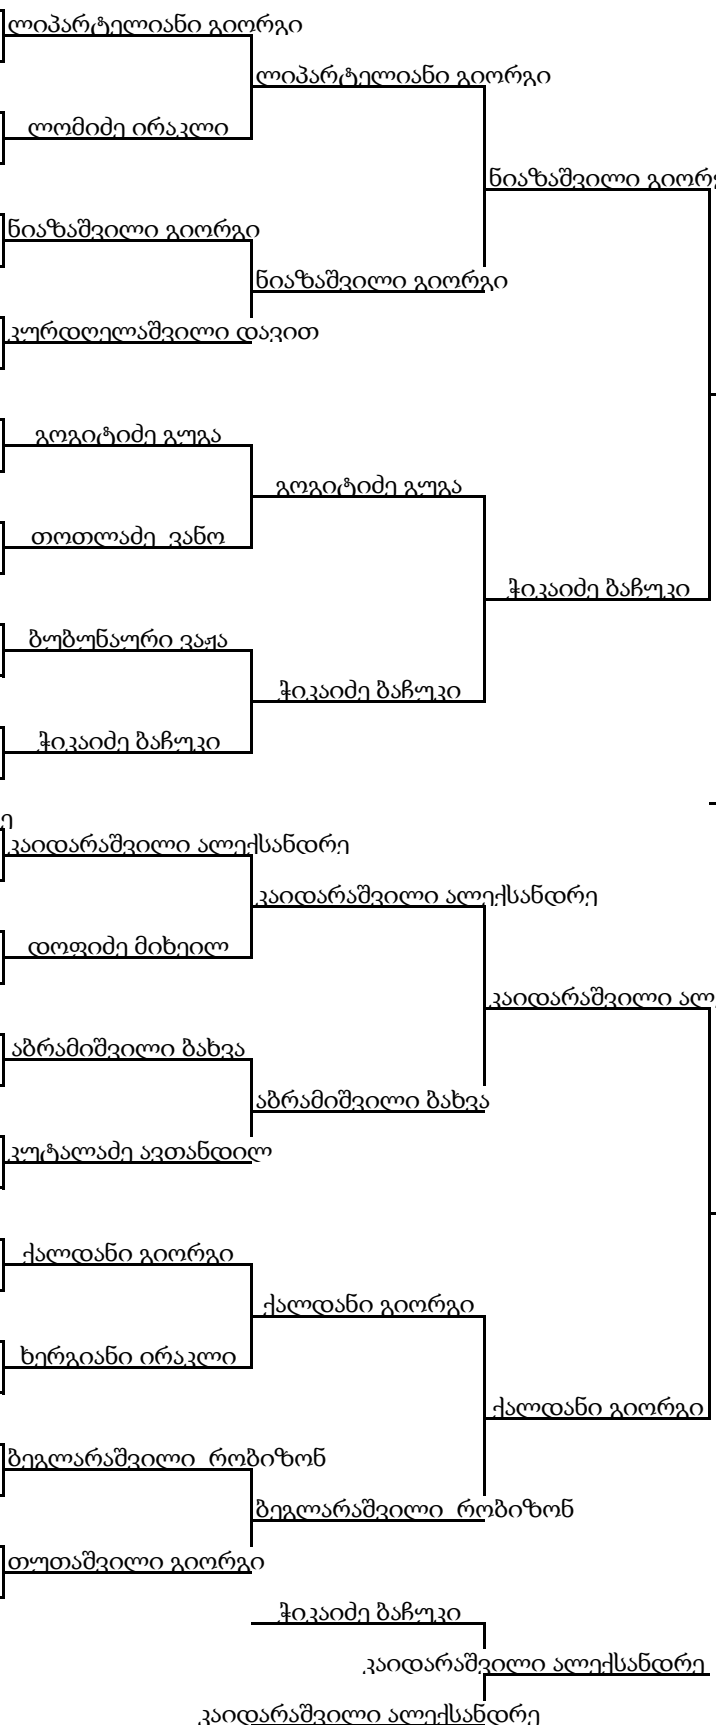 ლიპარტელიანი გიორგი
ლიპარტელიანი გიორგი
ლომიძე ირაკლი
ნიაზაშვილი
ნიაზაშვილი გიორგი
ნიაზაშვილი გიორგი
კურდღელაშვილი დავით
გოგიტიძე გუგა
გოგიტიძე გუგა
თოთლაძე ვანო
ჭიკაიძე ბაჩუკი
ბუბუნაური ვაჟა
ჭიკაიძე ბაჩუკი
ჭიკაიძე ბაჩუკი
კაიდარაშვილი ალექსანდრე
კაიდარაშვილი ალექსანდრე
დოფიძე მიხეილ
კაიდარაშვილი
აბრამიშვილი ბახვა
აბრამიშვილი ბახვა
კუტალაძე ავთანდილ
ქალდანი გიორგი
ქალდანი გიორგი
ხერგიანი ირაკლი
ქალდანი გიორგი
ბეგლარაშვილი რობიზონ
ბეგლარაშვილი რობიზონ
თუთაშვილი გიორგი
ჭიკაიძე ბაჩუკი
კაიდარაშვილი ალექსანდრე
კაიდარაშვილი ალექსანდრე